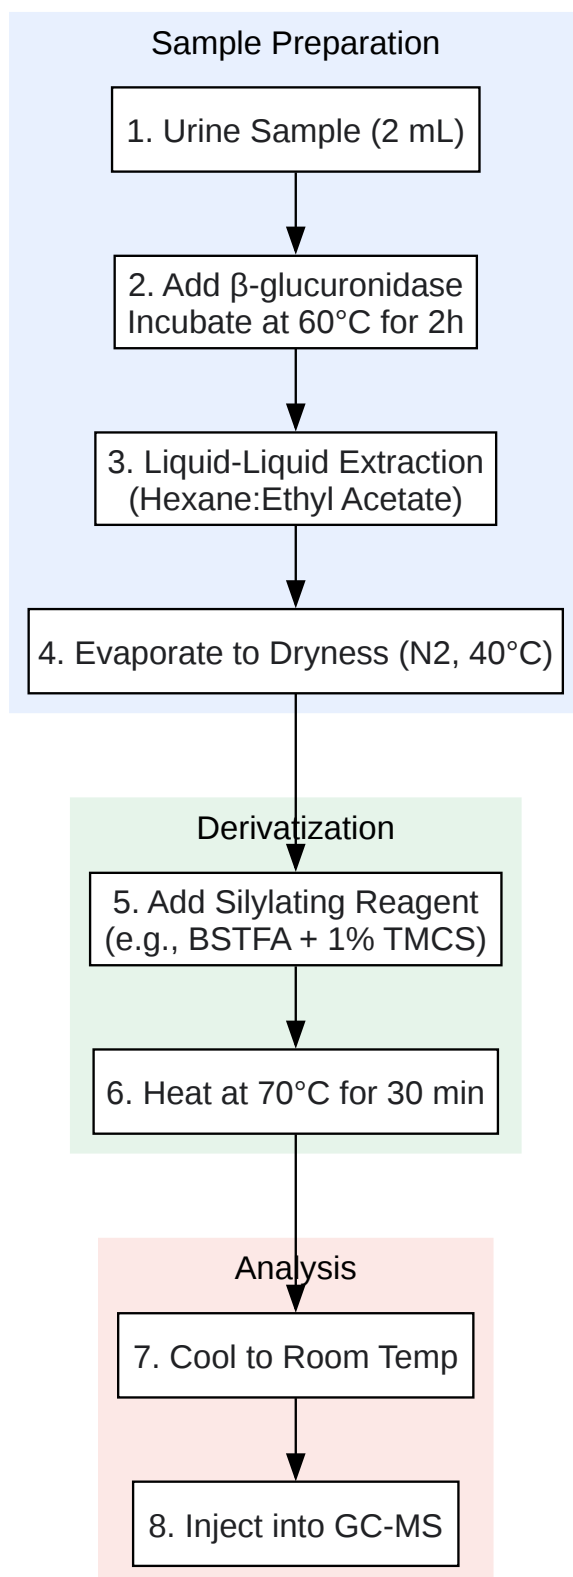 Sample Preparation
1. Urine Sample (2 mL)
2. Add β-glucuronidase
Incubate at 60°C for 2h
3. Liquid-Liquid Extraction
(Hexane:Ethyl Acetate)
4. Evaporate to Dryness (N2, 40°C)
Derivatization
5. Add Silylating Reagent
(e.g., BSTFA + 1% TMCS)
6. Heat at 70°C for 30 min
Analysis
7. Cool to Room Temp
8. Inject into GC-MS